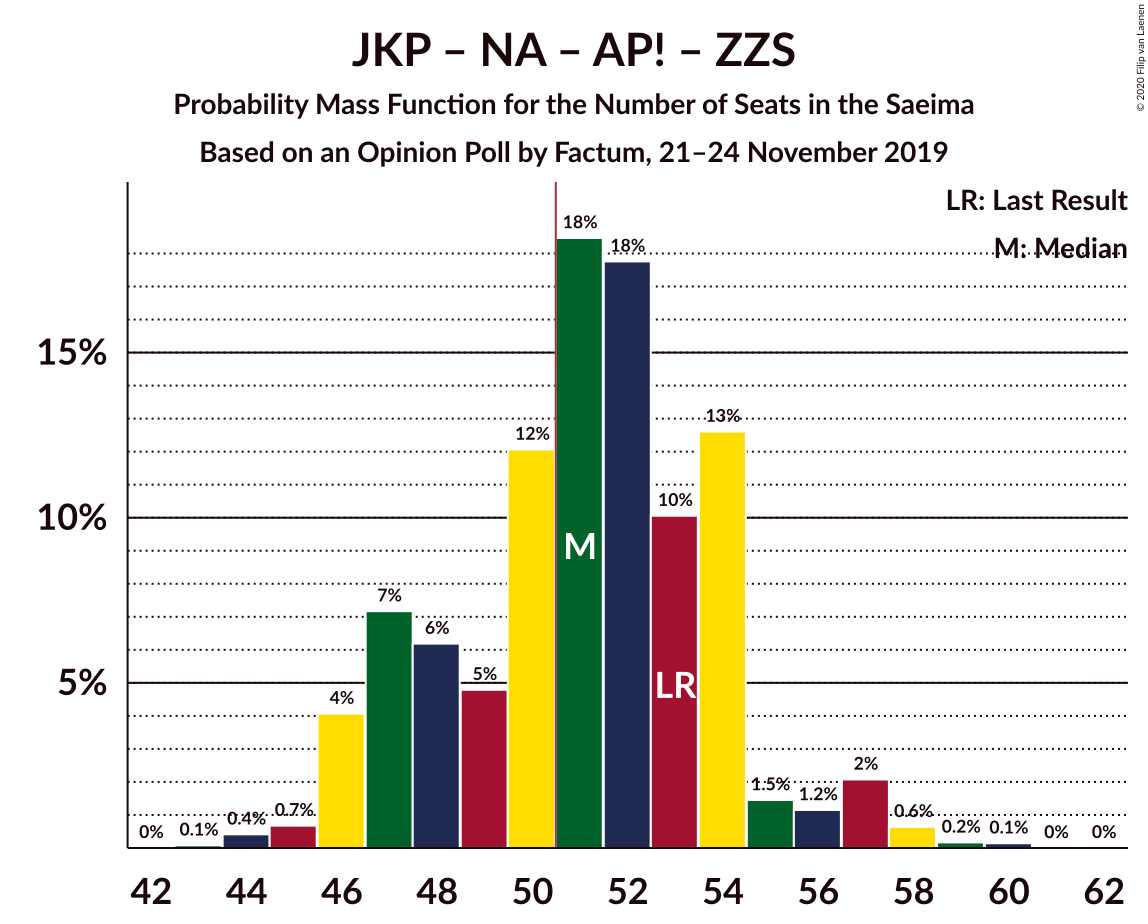 JKP – NA – AP! – ZZS
Probability Mass Function for the Number of Seats in the Saeima
Based on an Opinion Poll by Factum, 21–24 November 2019
© 2020 Filip van Laenen
LR: Last Result
M: Median
15%
10%
5%
0%
0.1%
0.4%
0.7%
4%
7%
6%
5%
12%
18%
18%
10%
13%
1.5%
1.2%
2%
0.6%
0.2%
0.1%
0%
0%
M
LR
42 44 46 48 50 52 54 56 58 60 62